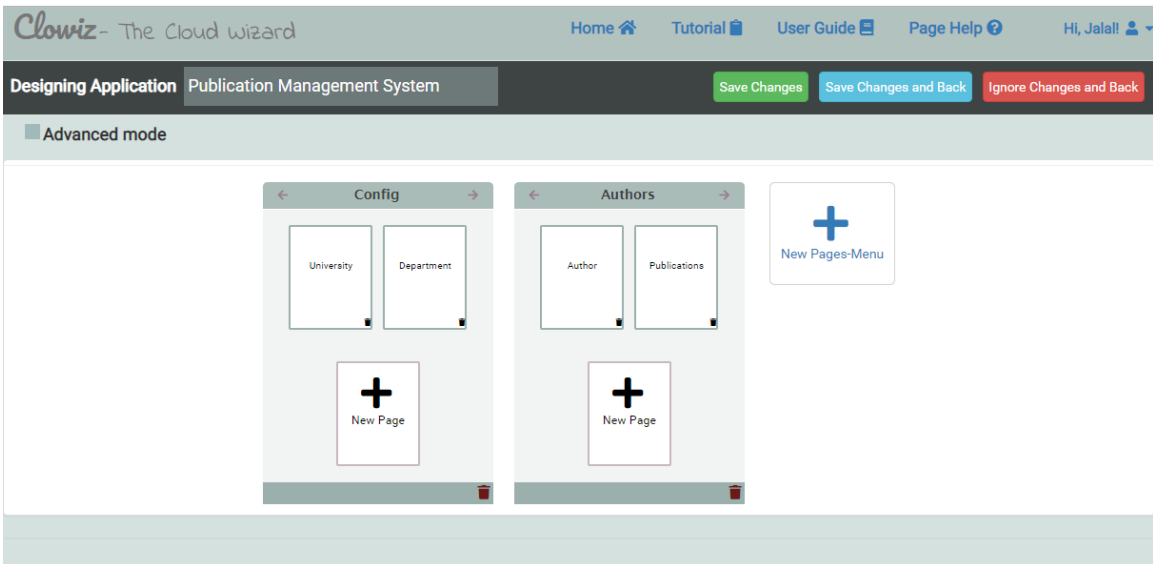 Clowiz - The Cloud wizard
Home
Tutorial
User Guide
Page Help
Hi, Jalal!
Designing Application
Publication Management System
Save Changes
Save Changes and Back
Ignore Changes and Back
Advanced mode
Config
Authors
New Pages-Menu
University
Department
Author
Publications
New Page
New Page